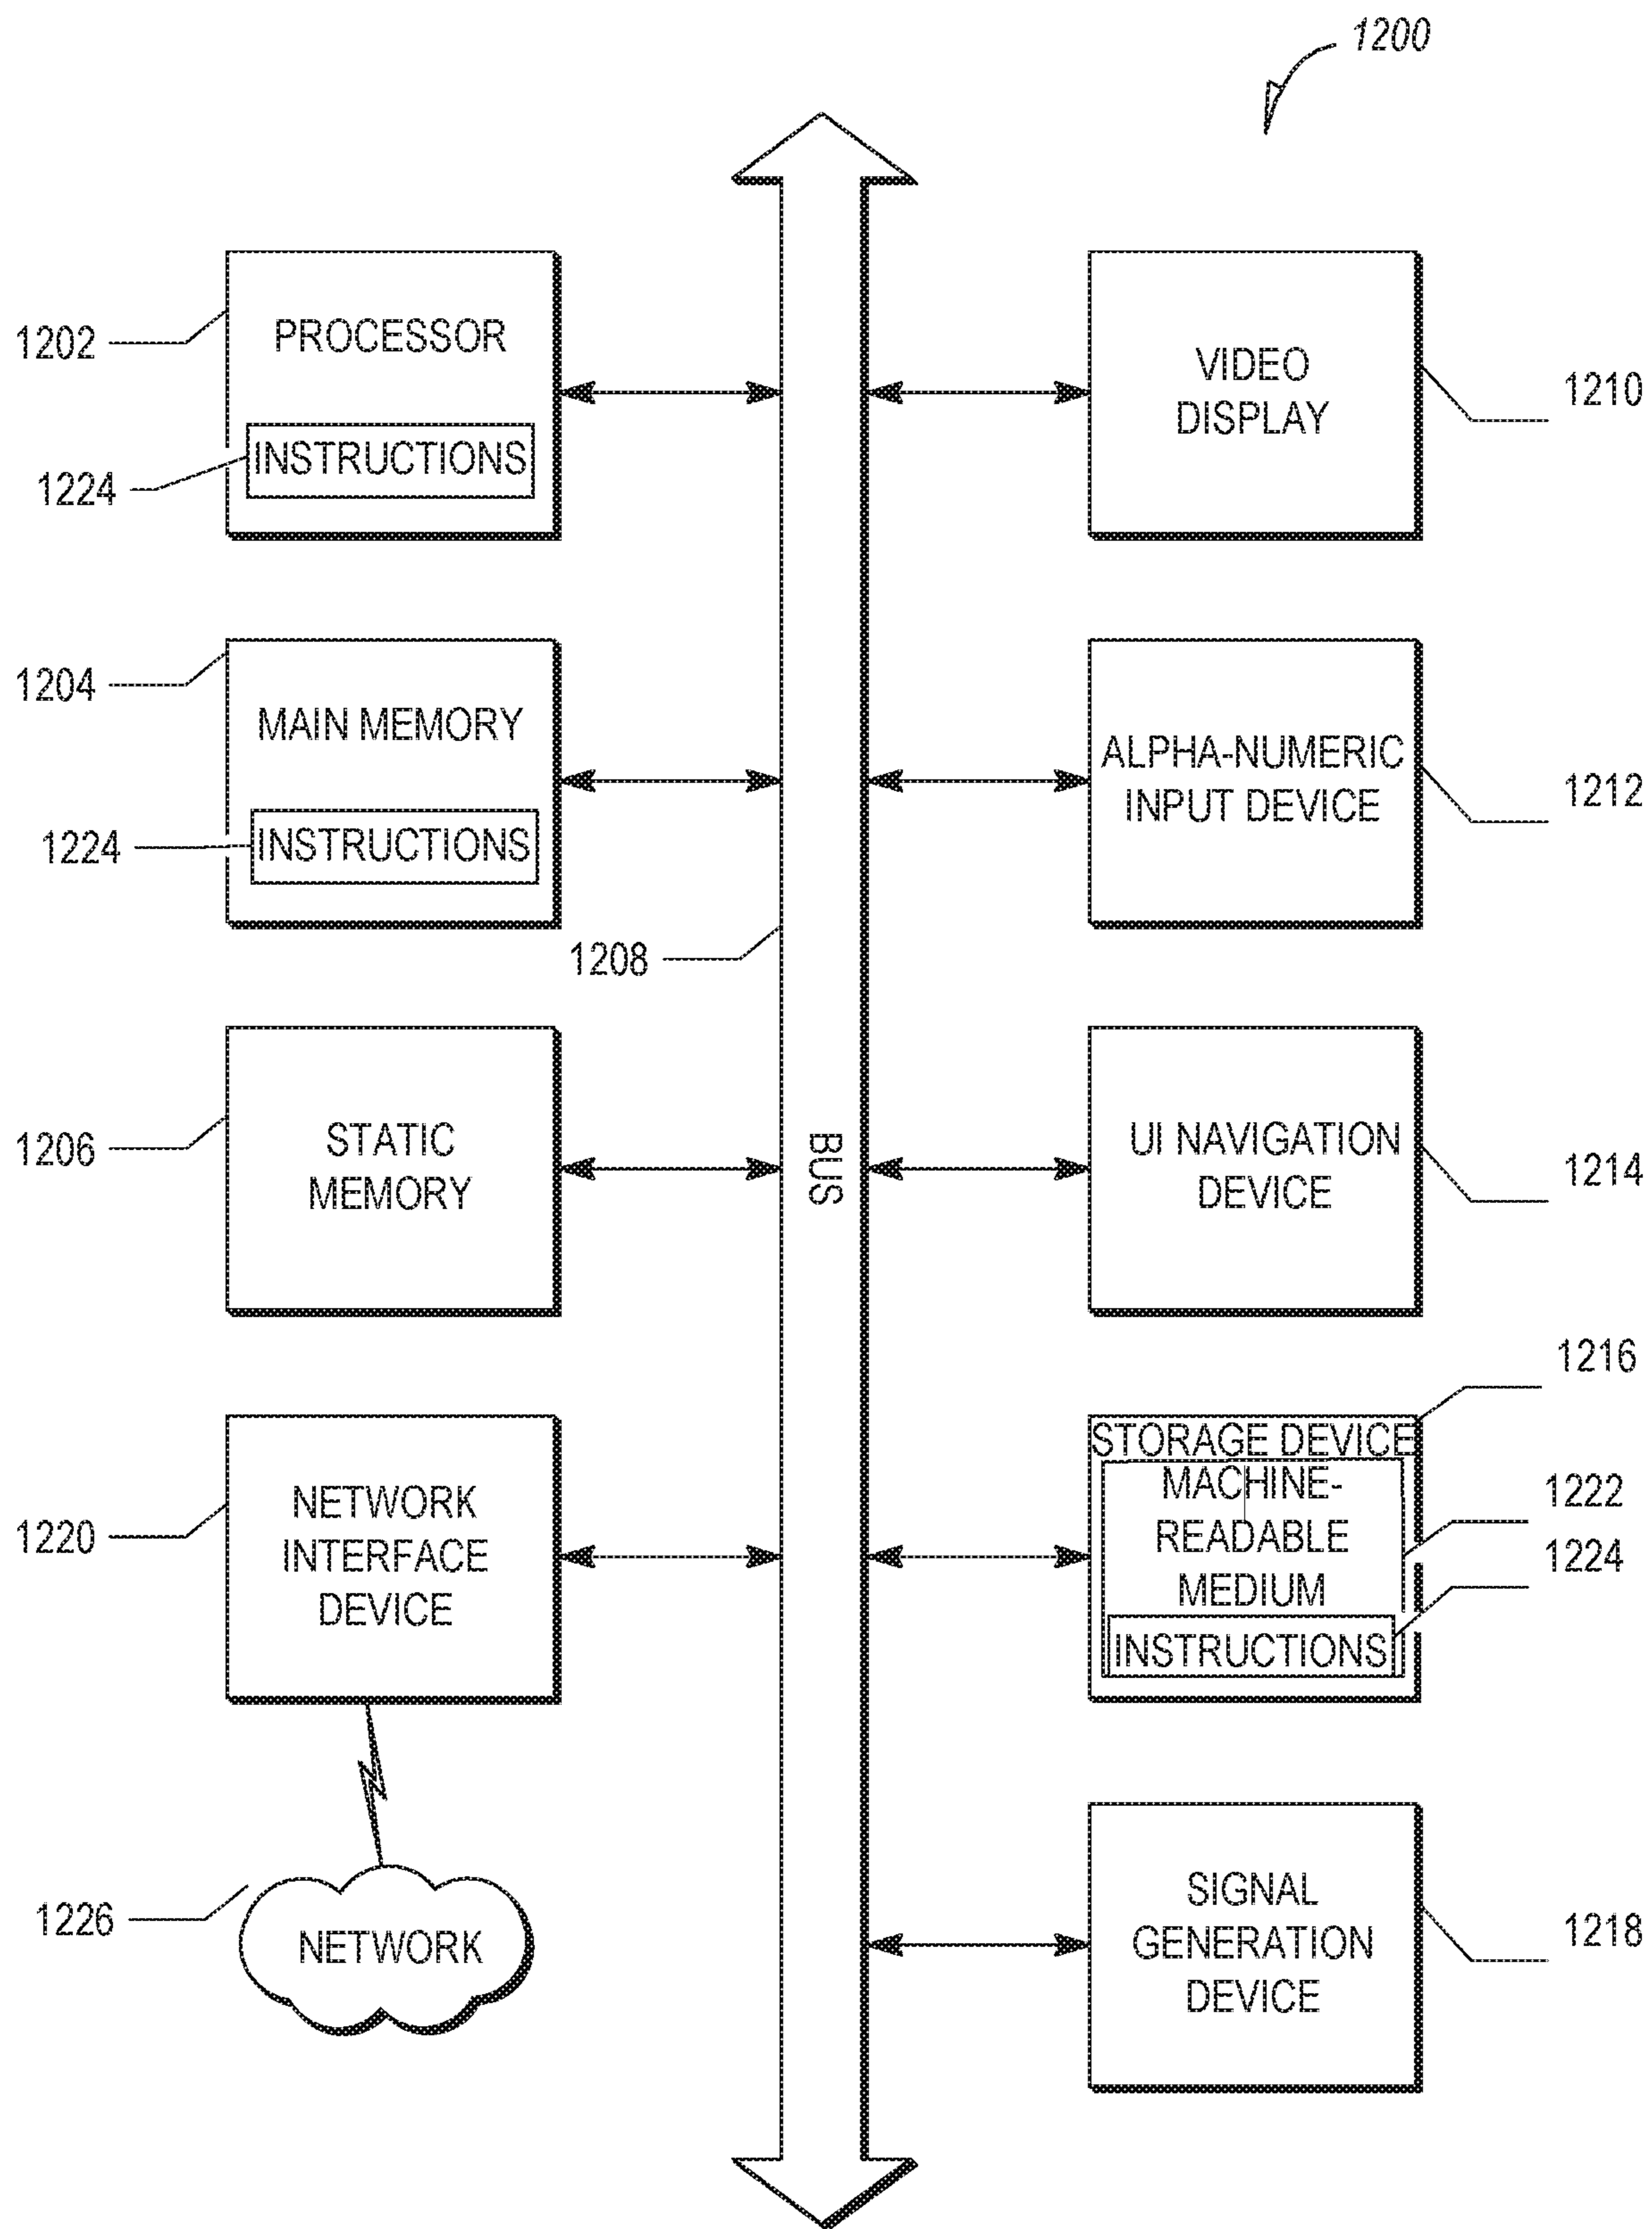 1200
1202
PROCESSOR
INSTRUCTIONS
1224
1204
MAIN MEMORY
1224
INSTRUCTIONS
1208
1206
STATIC
MEMORY
1220
NETWORK
INTERFACE
DEVICE
1226
NETWORK
BUS
VIDEO
DISPLAY
1210
ALPHA-NUMERIC
INPUT DEVICE
1212
UI NAVIGATION
DEVICE
1214
1216
STORAGE DEVICE
MACHINE-
READABLE
MEDIUM
1222
1224
INSTRUCTIONS
SIGNAL
GENERATION
DEVICE
1218